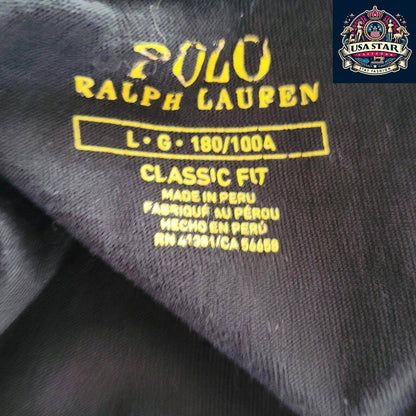 POLO
RALPH LAUREN
L • G • 180/100A
CLASSIC FIT
MADE IN PERU
FABRIQUÉ AU PÉROU
HECHO EN PERÚ
RN 41381/CA 56650
USA STAR